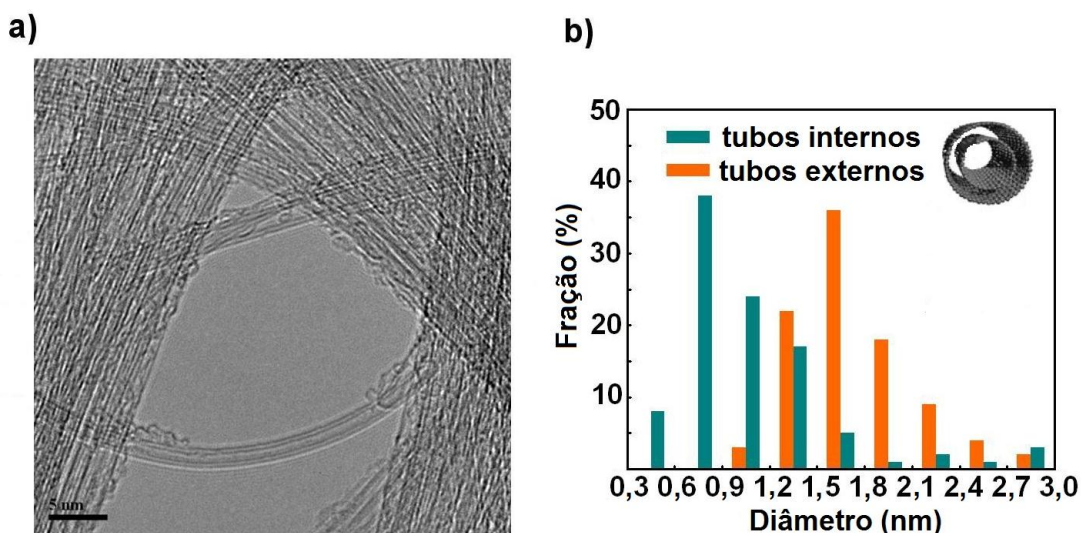 a)
5 nm
b)
50
40
30
20
10
Fração (%)
tubos internos
tubos externos
0,3 0,6 0,9 1,2 1,5 1,8 2,1 2,4 2,7 3,0
Diâmetro (nm)